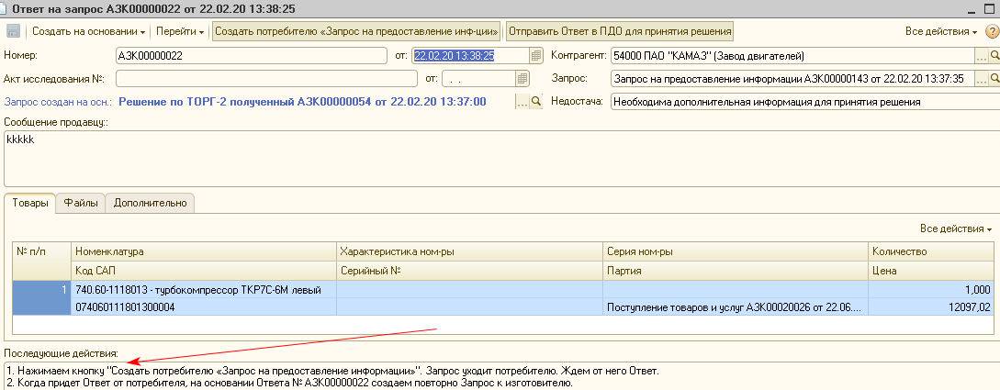 Ответ на запрос АЗК00000022 от 22.02.20 13:38:25
Создать на основании Перейти Создать потребителю «Запрос на предоставление инф-ции» Отправить Ответ в ПДО для принятия решения Все действия
Номер: АЗК00000022 от: 22.02.20 13:38:25 Контрагент: 54000 ПАО "КАМАЗ" (Завод двигателей) ...
Акт исследования №: от: . . Запрос: Запрос на предоставление информации АЗК00000143 от 22.02.20 13:37:35 ...
Запрос создан на осн.: Решение по ТОРГ-2 полученный АЗК00000054 от 22.02.20 13:37:00 ... Недостача: Необходима дополнительная информация для принятия решения
Сообщение продавцу::
kkkkk
Товары Файлы Дополнительно
Все действия
№ п/п Номенклатура Характеристика ном-ры Серия ном-ры Количество
Код САП Серийный № Партия Цена
1 740.60-1118013 - турбокомпрессор ТКР7С-6М левый 1,000
074060111801300004 Поступление товаров и услуг АЗК00020026 от 22.06.... 12097,02
Последующие действия:
1. Нажимаем кнопку "Создать потребителю «Запрос на предоставление информации»". Запрос уходит потребителю. Ждем от него Ответ.
2. Когда придет Ответ от потребителя, на основании Ответа № АЗК00000022 создаем повторно Запрос к изготовителю.